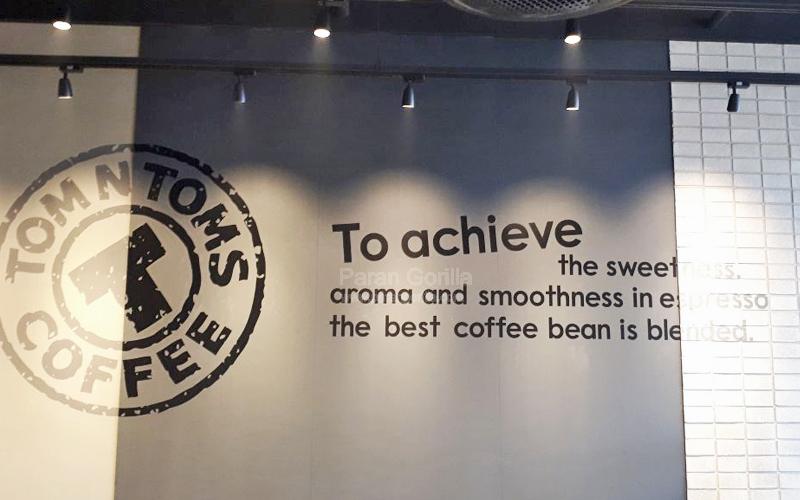 TOM N TOMS
COFFEE
To achieve
the sweetness.
Paran Gorilla
aroma and smoothness in espresso
the best coffee bean is blended.